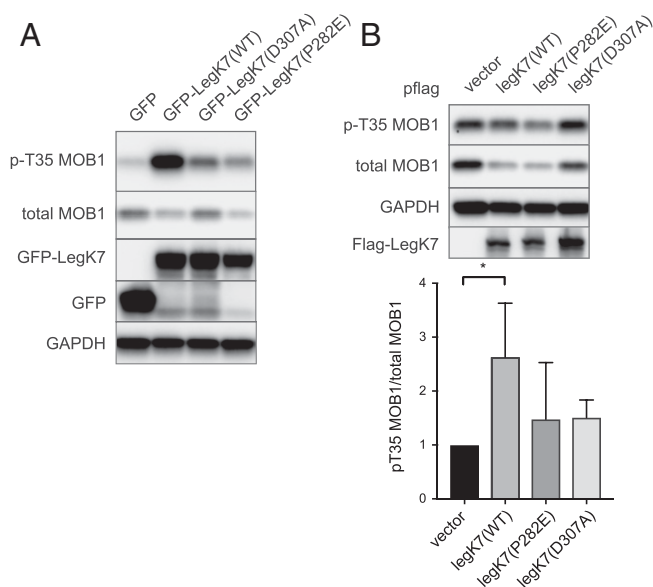 A
GFP
GFP-LegK7(WT)
GFP-LegK7(D307A)
GFP-LegK7(P282E)
p-T35 MOB1
total MOB1
GFP-LegK7
GFP
GAPDH
B
pflag
vector
legK7(WT)
legK7(P282E)
legK7(D307A)
p-T35 MOB1
total MOB1
GAPDH
Flag-LegK7
*
pT35 MOB1/total MOB1
4
3
2
1
0
vector
legK7(WT)
legK7(P282E)
legK7(D307A)